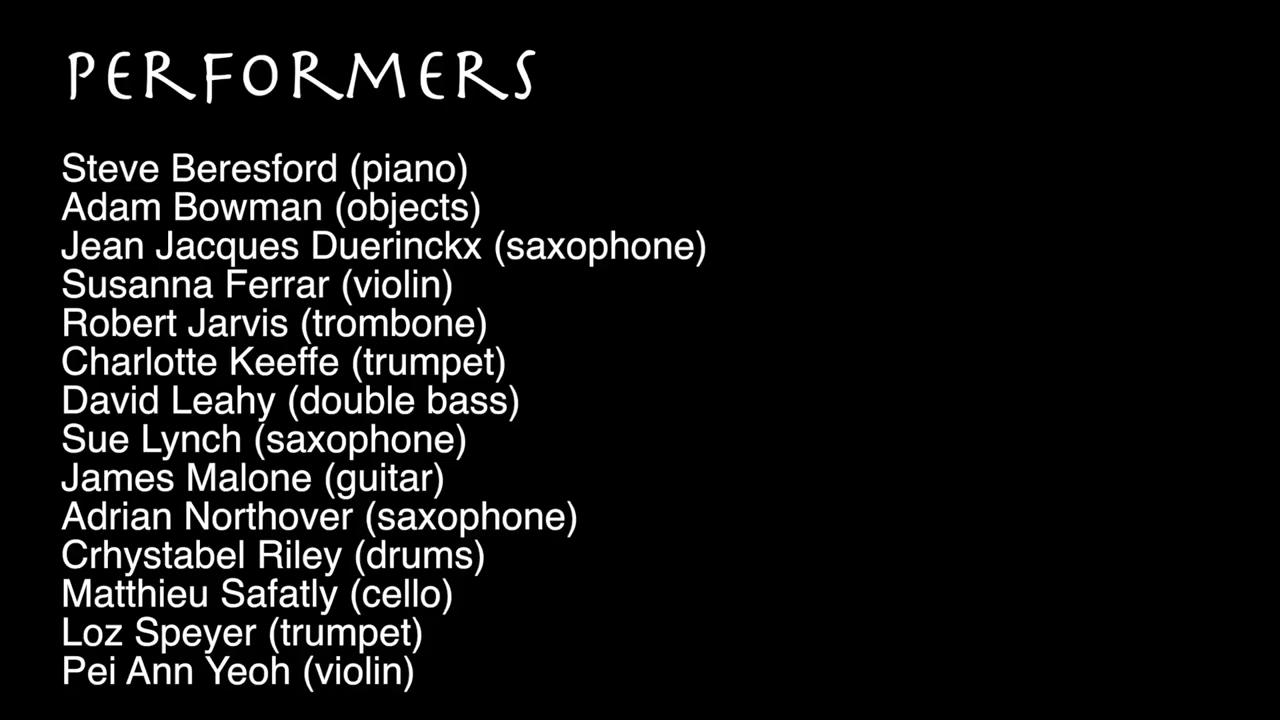 PERFORMERS
Steve Beresford (piano)
Adam Bowman (objects)
Jean Jacques Duerinckx (saxophone)
Susanna Ferrar (violin)
Robert Jarvis (trombone)
Charlotte Keeffe (trumpet)
David Leahy (double bass)
Sue Lynch (saxophone)
James Malone (guitar)
Adrian Northover (saxophone)
Crhystabel Riley (drums)
Matthieu Safatly (cello)
Loz Speyer (trumpet)
Pei Ann Yeoh (violin)